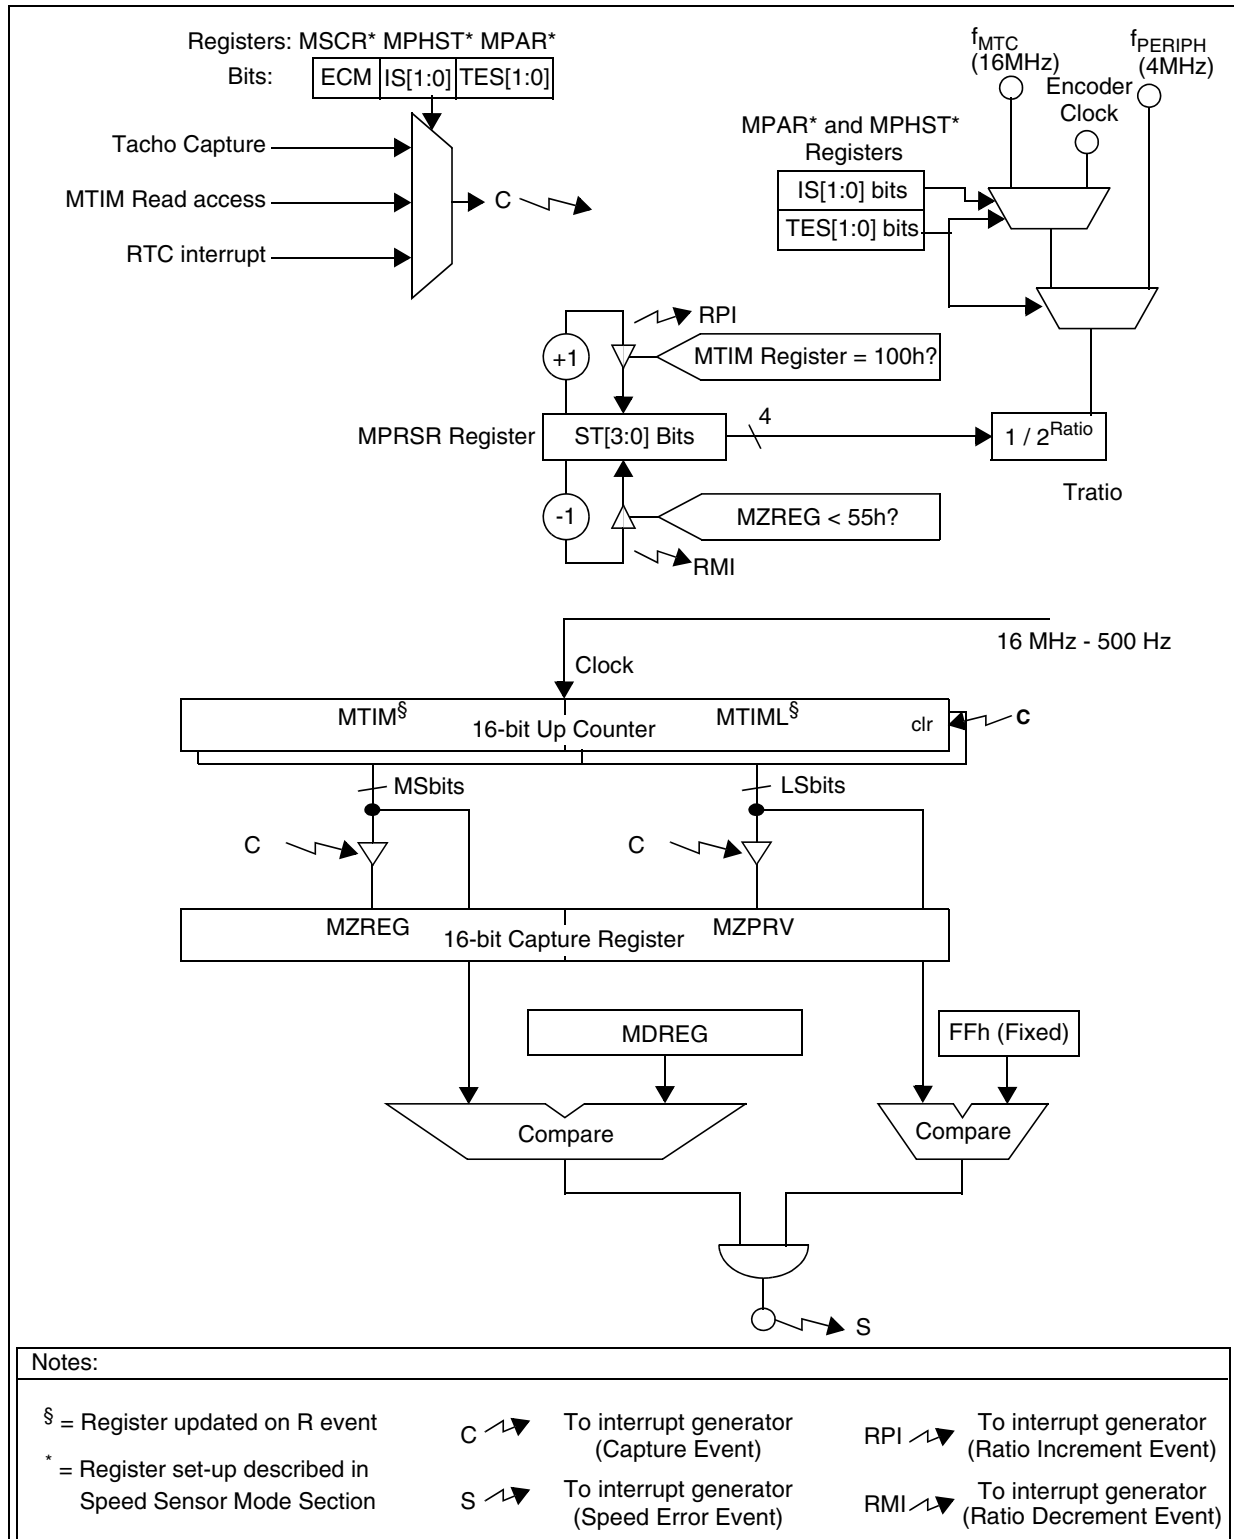 Registers: MSCR* MPHST* MPAR*
Bits: ECM IS[1:0] TES[1:0]
Tacho Capture
MTIM Read access
RTC interrupt
C
fMTC
(16MHz)
fPERIPH
(4MHz)
Encoder
Clock
MPAR* and MPHST*
Registers
IS[1:0] bits
TES[1:0] bits
RPI
+1
MTIM Register = 100h?
MPRSR Register
ST[3:0] Bits
4
1 / 2Ratio
Tratio
-1
MZREG < 55h?
RMI
16 MHz - 500 Hz
Clock
MTIM§
MTIML§
16-bit Up Counter
clr
C
MSbits
LSbits
C
C
MZREG
MZPRV
16-bit Capture Register
MDREG
FFh (Fixed)
Compare
Compare
S
Notes:
§ = Register updated on R event
* = Register set-up described in
Speed Sensor Mode Section
C
To interrupt generator
(Capture Event)
S
To interrupt generator
(Speed Error Event)
RPI
To interrupt generator
(Ratio Increment Event)
RMI
To interrupt generator
(Ratio Decrement Event)